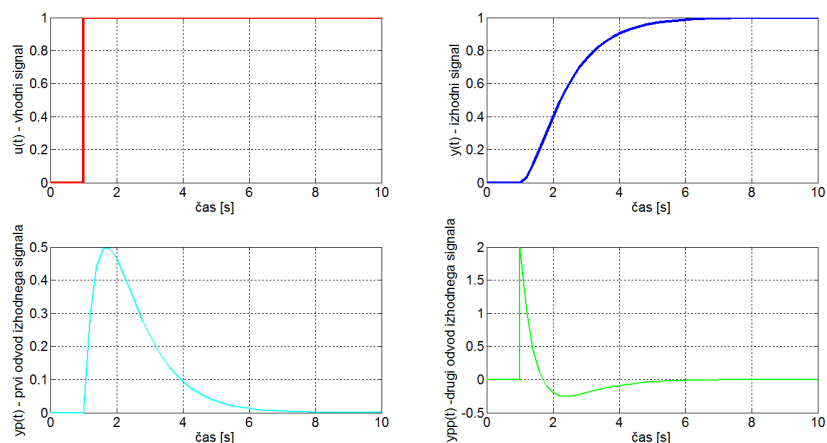 u(t) - vhodni signal
1
0.8
0.6
0.4
0.2
0
0 2 4 6 8 10
čas [s]
y(t) - izhodni signal
1
0.8
0.6
0.4
0.2
0
0 2 4 6 8 10
čas [s]
yp(t) - prvi odvod izhodnega signala
0.5
0.4
0.3
0.2
0.1
0
0 2 4 6 8 10
čas [s]
ypp(t) -drugi odvod izhodnega signala
2
1.5
1
0.5
0
-0.5
0 2 4 6 8 10
čas [s]